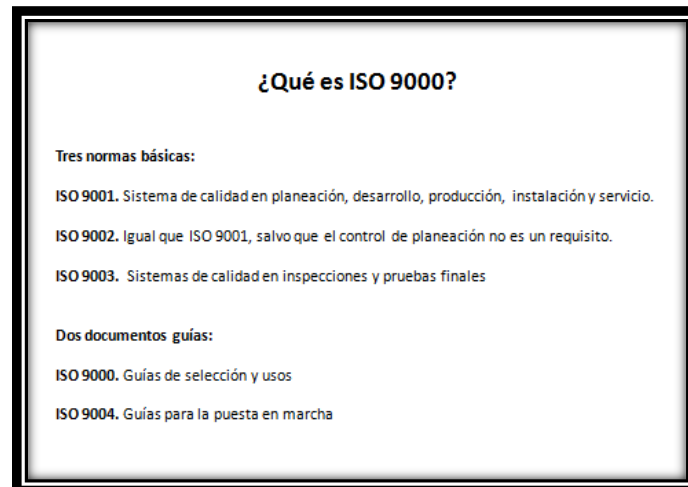 ¿Qué es ISO 9000?
Tres normas básicas:
ISO 9001. Sistema de calidad en planeación, desarrollo, producción, instalación y servicio.
ISO 9002. Igual que ISO 9001, salvo que el control de planeación no es un requisito.
ISO 9003. Sistemas de calidad en inspecciones y pruebas finales
Dos documentos guías:
ISO 9000. Guías de selección y usos
ISO 9004. Guías para la puesta en marcha